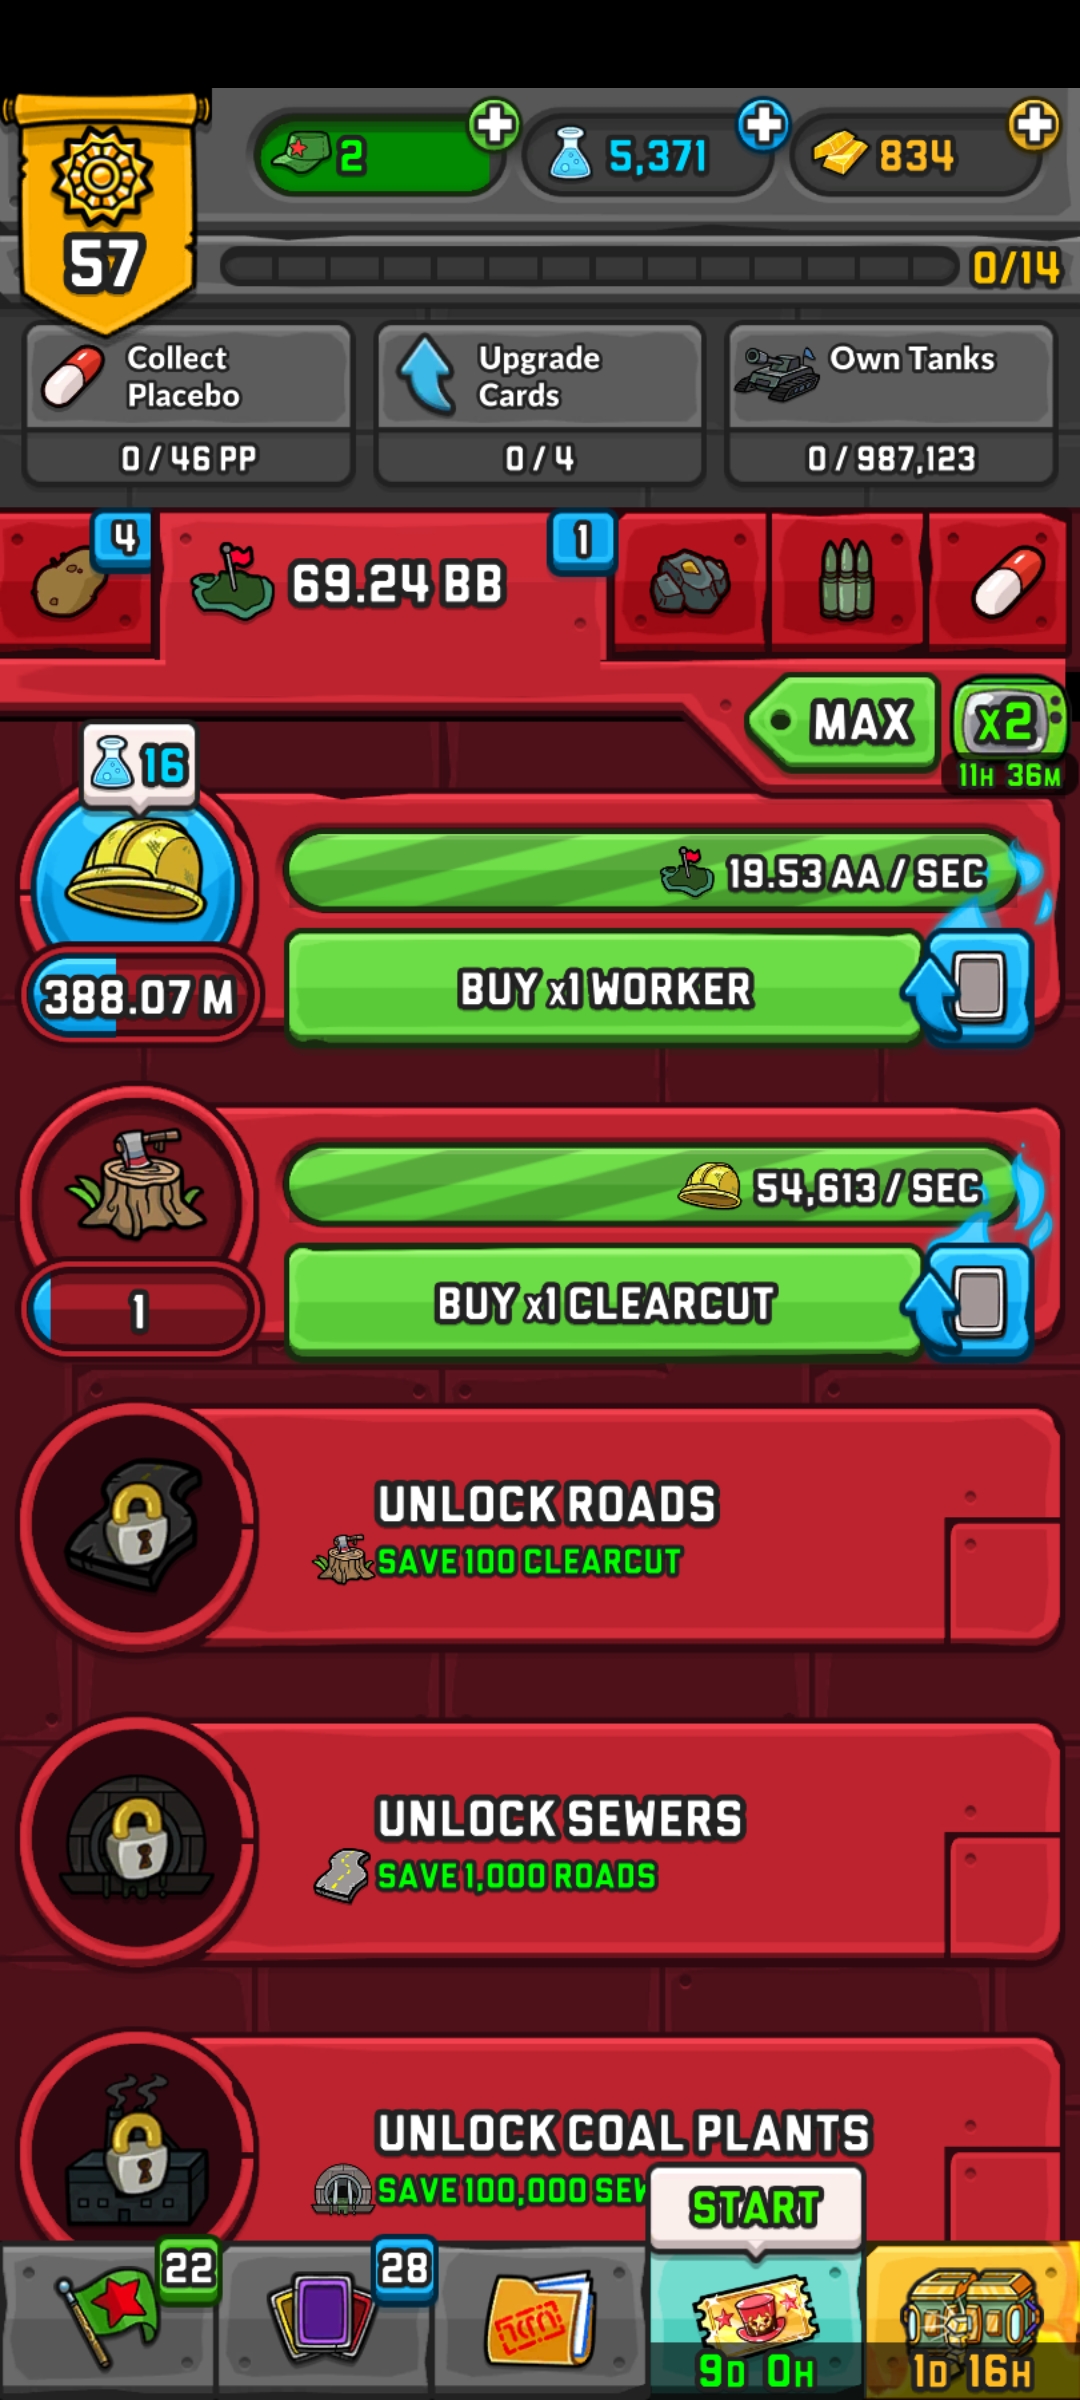 2
5,371
834
57
0/14
Collect
Placebo
0 / 46 PP
Upgrade
Cards
0 / 4
Own Tanks
0 / 987,123
4
69.24 BB
1
MAX
x2
11H 36M
16
19.53 AA / SEC
388.07 M
BUY x1 WORKER
54,613 / SEC
1
BUY x1 CLEARCUT
UNLOCK ROADS
SAVE 100 CLEARCUT
UNLOCK SEWERS
SAVE 1,000 ROADS
UNLOCK COAL PLANTS
SAVE 100,000 SEW
START
22
28
9D 0H
1D 16H